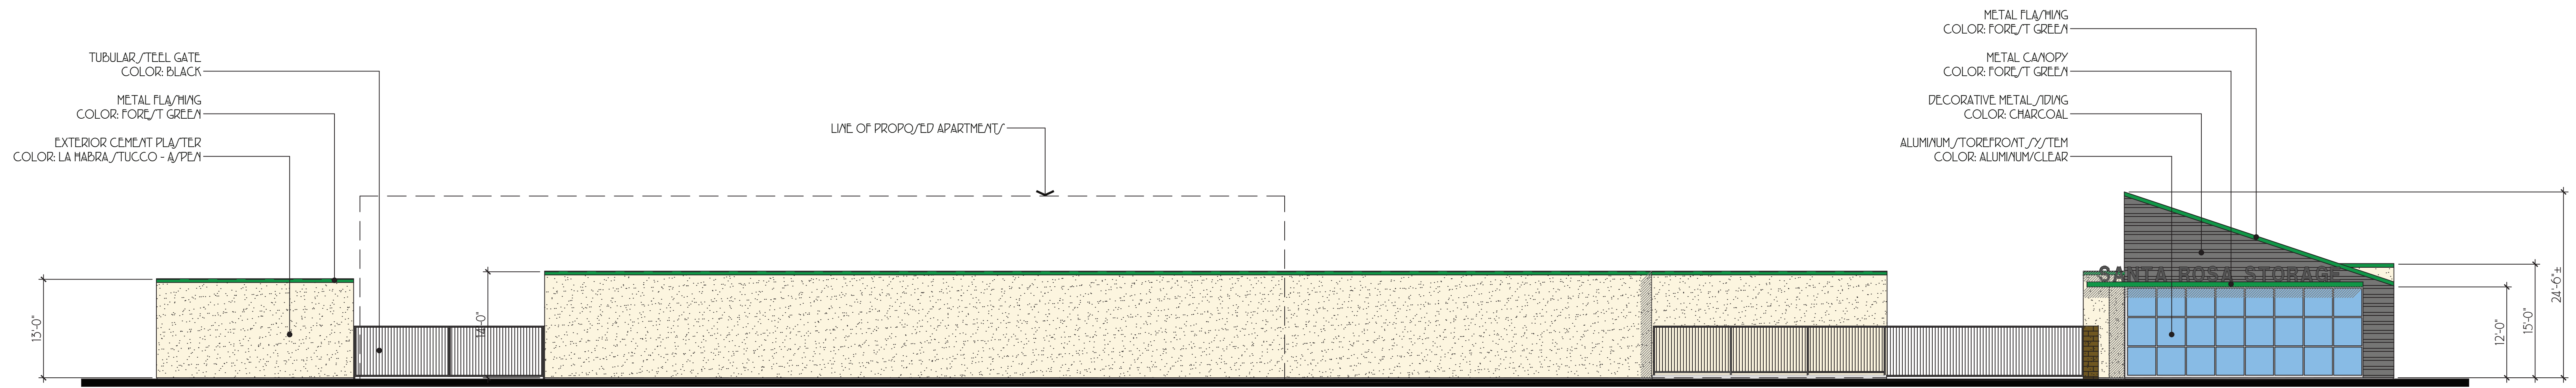 TUBULAR STEEL GATE
COLOR: BLACK
METAL FLASHING
COLOR: FOREST GREEN
EXTERIOR CEMENT PLASTER
COLOR: LA HABRA STUCCO - ASPEN
LINE OF PROPOSED APARTMENTS
METAL FLASHING
COLOR: FOREST GREEN
METAL CANOPY
COLOR: FOREST GREEN
DECORATIVE METAL SIDING
COLOR: CHARCOAL
ALUMINUM STOREFRONT SYSTEM
COLOR: ALUMINUM/CLEAR
SANTA ROSA STORAGE
13'-0"
14'-0"
12'-0"
15'-0"
24'-6"±